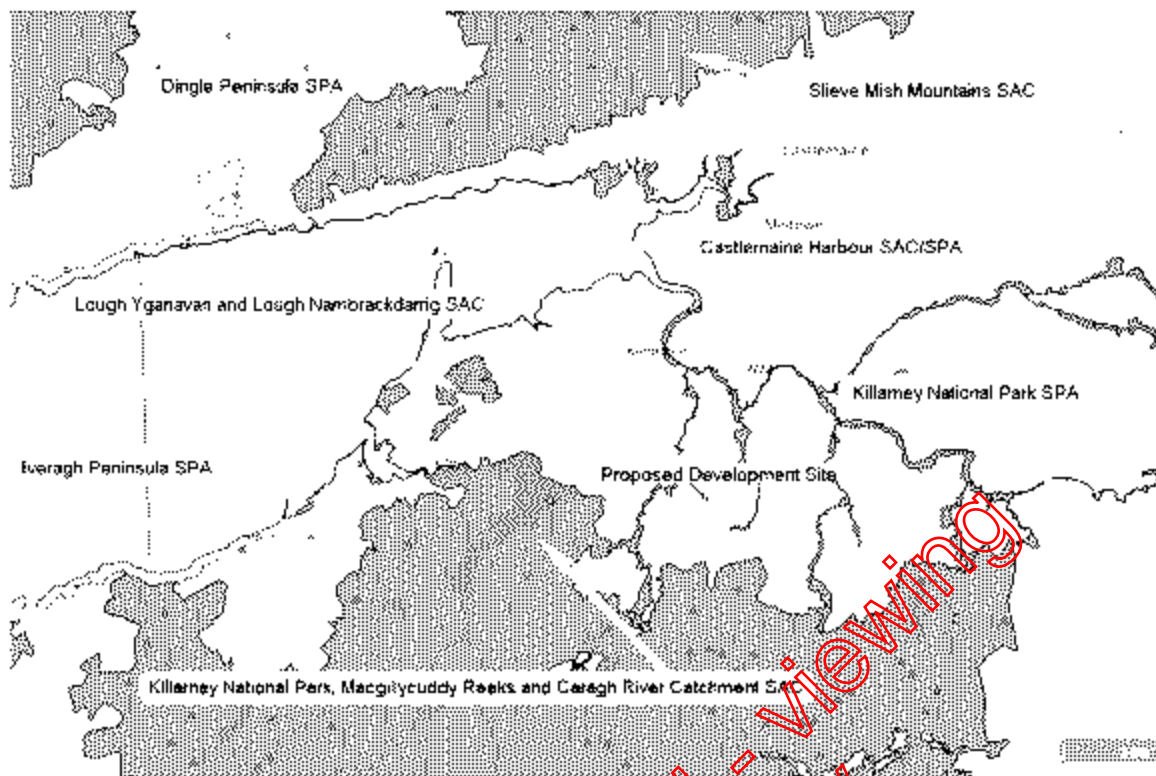 Dingle Peninsula SPA
Slieve Mish Mountains SAC
Castlemaine
Castlemaine Harbour SAC/SPA
Lough Yganavan and Lough Nambrackdarrig SAC
Killarney National Park SPA
Iveragh Peninsula SPA
Proposed Development Site
Killarney National Park, Macgillycuddy Reeks and Caragh River Catchment SAC
viewing